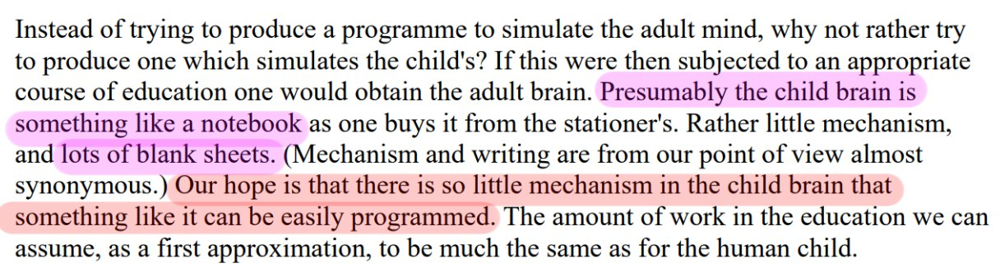 Instead of trying to produce a programme to simulate the adult mind, why not rather try
to produce one which simulates the child's? If this were then subjected to an appropriate
course of education one would obtain the adult brain. Presumably the child brain is
something like a notebook as one buys it from the stationer's. Rather little mechanism,
and lots of blank sheets. (Mechanism and writing are from our point of view almost
synonymous.) Our hope is that there is so little mechanism in the child brain that
something like it can be easily programmed. The amount of work in the education we can
assume, as a first approximation, to be much the same as for the human child.